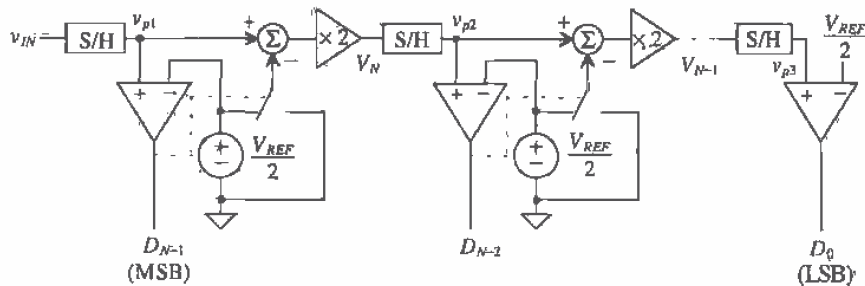 v_IN
S/H
v_p1
+
Σ
−
× 2
V_N
S/H
v_p2
+
Σ
−
× 2
V_N−1
S/H
v_p3
V_REF
2
+ −
+ −
+ −
+
−
V_REF
2
+
−
V_REF
2
D_N−1
(MSB)
D_N−2
D_0
(LSB)